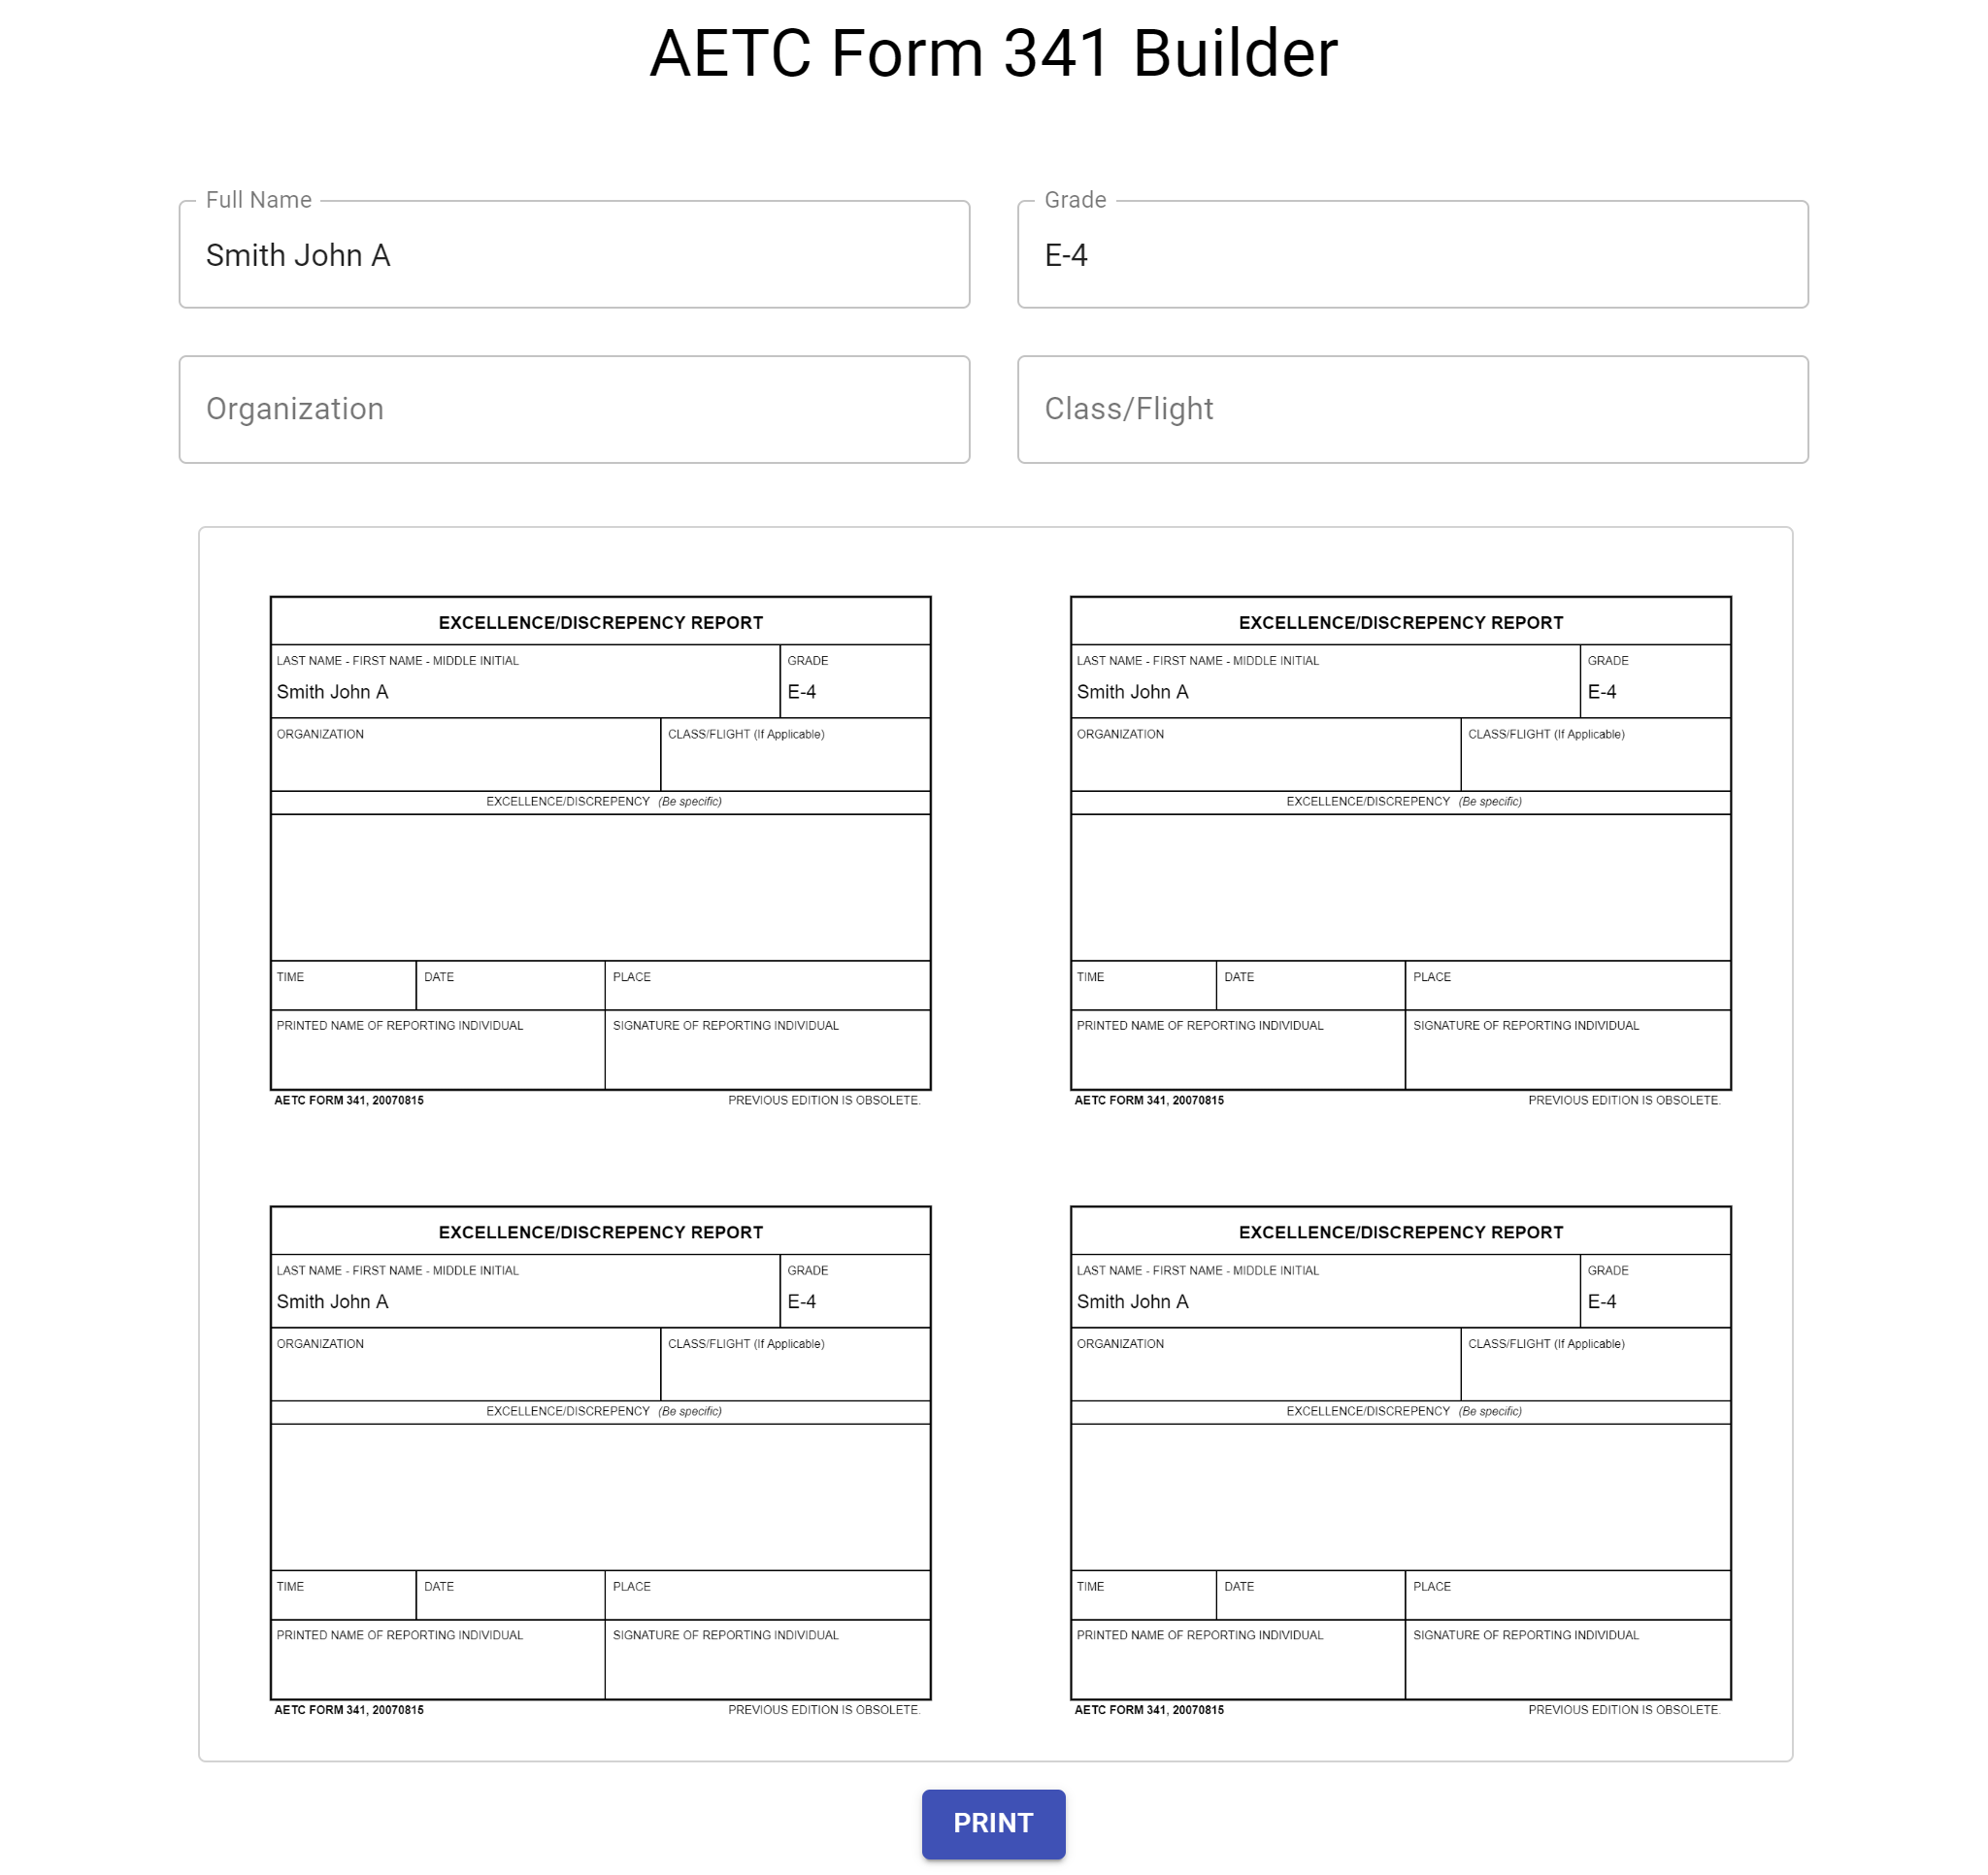 AETC Form 341 Builder
Full Name
Grade
Smith John A
E-4
Organization
Class/Flight
EXCELLENCE/DISCREPENCY REPORT
LAST NAME - FIRST NAME - MIDDLE INITIAL
GRADE
Smith John A
E-4
ORGANIZATION
CLASS/FLIGHT (If Applicable)
EXCELLENCE/DISCREPENCY (Be specific)
TIME
DATE
PLACE
PRINTED NAME OF REPORTING INDIVIDUAL
SIGNATURE OF REPORTING INDIVIDUAL
AETC FORM 341, 20070815
PREVIOUS EDITION IS OBSOLETE.
EXCELLENCE/DISCREPENCY REPORT
LAST NAME - FIRST NAME - MIDDLE INITIAL
GRADE
Smith John A
E-4
ORGANIZATION
CLASS/FLIGHT (If Applicable)
EXCELLENCE/DISCREPENCY (Be specific)
TIME
DATE
PLACE
PRINTED NAME OF REPORTING INDIVIDUAL
SIGNATURE OF REPORTING INDIVIDUAL
AETC FORM 341, 20070815
PREVIOUS EDITION IS OBSOLETE.
EXCELLENCE/DISCREPENCY REPORT
LAST NAME - FIRST NAME - MIDDLE INITIAL
GRADE
Smith John A
E-4
ORGANIZATION
CLASS/FLIGHT (If Applicable)
EXCELLENCE/DISCREPENCY (Be specific)
TIME
DATE
PLACE
PRINTED NAME OF REPORTING INDIVIDUAL
SIGNATURE OF REPORTING INDIVIDUAL
AETC FORM 341, 20070815
PREVIOUS EDITION IS OBSOLETE.
EXCELLENCE/DISCREPENCY REPORT
LAST NAME - FIRST NAME - MIDDLE INITIAL
GRADE
Smith John A
E-4
ORGANIZATION
CLASS/FLIGHT (If Applicable)
EXCELLENCE/DISCREPENCY (Be specific)
TIME
DATE
PLACE
PRINTED NAME OF REPORTING INDIVIDUAL
SIGNATURE OF REPORTING INDIVIDUAL
AETC FORM 341, 20070815
PREVIOUS EDITION IS OBSOLETE.
PRINT